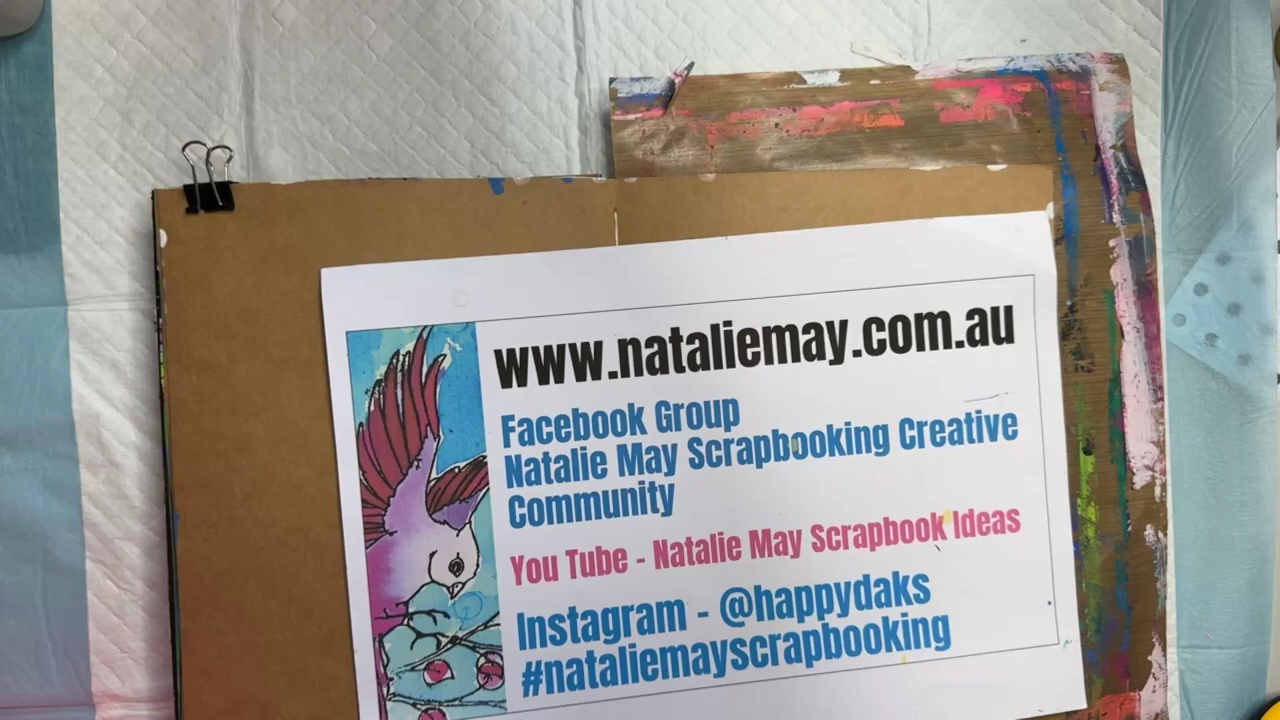 www.nataliemay.com.au
Facebook Group
Natalie May Scrapbooking Creative
Community
You Tube - Natalie May Scrapbook Ideas
Instagram - @happydaks
#nataliemayscrapbooking